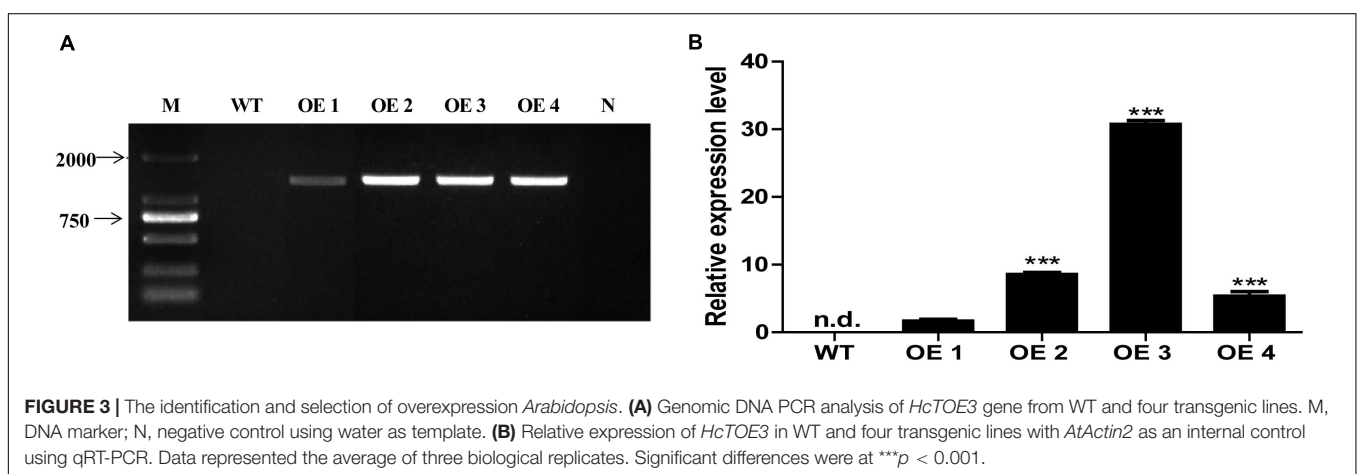 A
M WT OE 1 OE 2 OE 3 OE 4 N
2000
750
B
Relative expression level
40
30
20
10
0
n.d.
***
***
***
WT OE 1 OE 2 OE 3 OE 4
FIGURE 3 | The identification and selection of overexpression Arabidopsis. (A) Genomic DNA PCR analysis of HcTOE3 gene from WT and four transgenic lines. M,
DNA marker; N, negative control using water as template. (B) Relative expression of HcTOE3 in WT and four transgenic lines with AtActin2 as an internal control
using qRT-PCR. Data represented the average of three biological replicates. Significant differences were at ***p < 0.001.